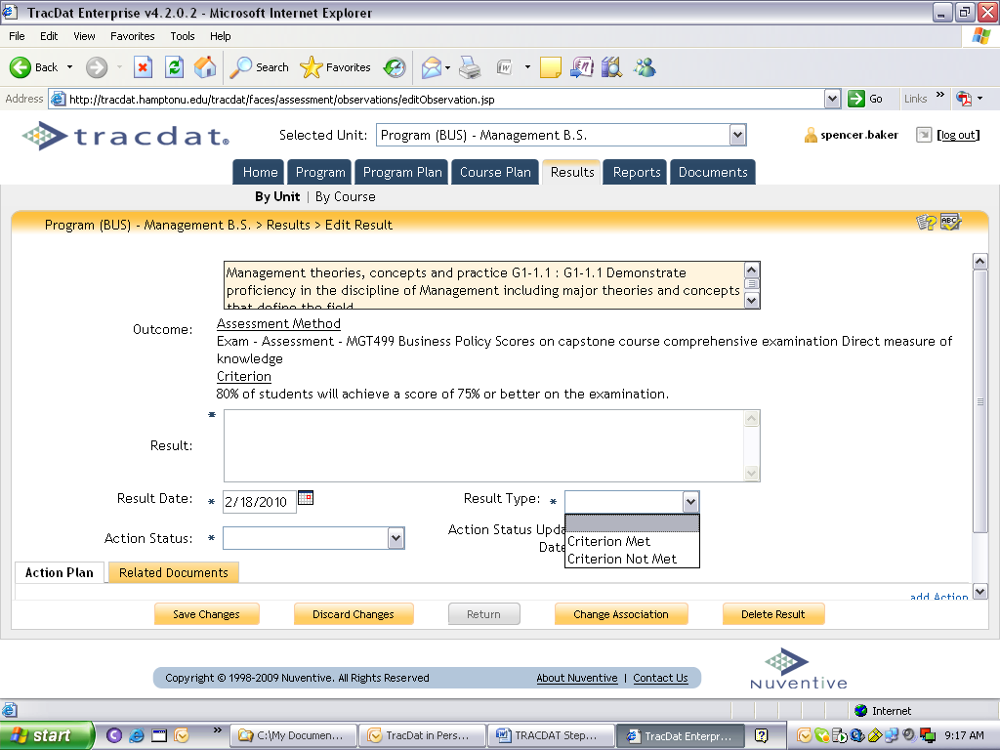 TracDat Enterprise v4.2.0.2 - Microsoft Internet Explorer
File Edit View Favorites Tools Help
Back Search Favorites
Address http://tracdat.hamptonu.edu/tracdat/faces/assessment/observations/editObservation.jsp Go Links »
tracdat. Selected Unit: Program (BUS) - Management B.S. spencer.baker [log out]
Home Program Program Plan Course Plan Results Reports Documents
By Unit | By Course
Program (BUS) - Management B.S. > Results > Edit Result
Management theories, concepts and practice G1-1.1 : G1-1.1 Demonstrate
proficiency in the discipline of Management including major theories and concepts
that define the field
Outcome:
Assessment Method
Exam - Assessment - MGT499 Business Policy Scores on capstone course comprehensive examination Direct measure of
knowledge
Criterion
80% of students will achieve a score of 75% or better on the examination.
* Result:
Result Date: * 2/18/2010 Result Type: *
Action Status: * Action Status Upda
Date
Criterion Met
Criterion Not Met
Action Plan Related Documents
add Action
Save Changes Discard Changes Return Change Association Delete Result
Copyright © 1998-2009 Nuventive. All Rights Reserved About Nuventive | Contact Us
NUVENTIVE
Internet
start » C:\My Documen... TracDat in Pers... TRACDAT Step... TracDat Enterpr... 9:17 AM